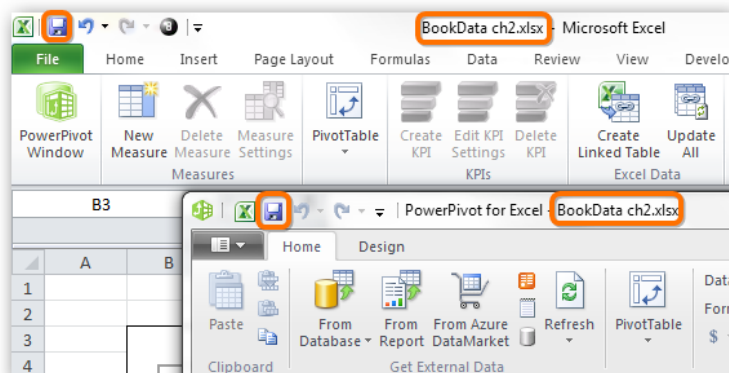 BookData ch2.xlsx - Microsoft Excel
File Home Insert Page Layout Formulas Data Review View Develo
PowerPivot Window
New Measure
Delete Measure
Measure Settings
PivotTable
Create KPI
Edit KPI Settings
Delete KPI
Create Linked Table
Update All
Measures
KPIs
Excel Data
B3
PowerPivot for Excel - BookData ch2.xlsx
Home Design
A B
1
2
3
4
Paste
From Database
From Report
From Azure DataMarket
Refresh
PivotTable
Data
For
$
Clipboard
Get External Data